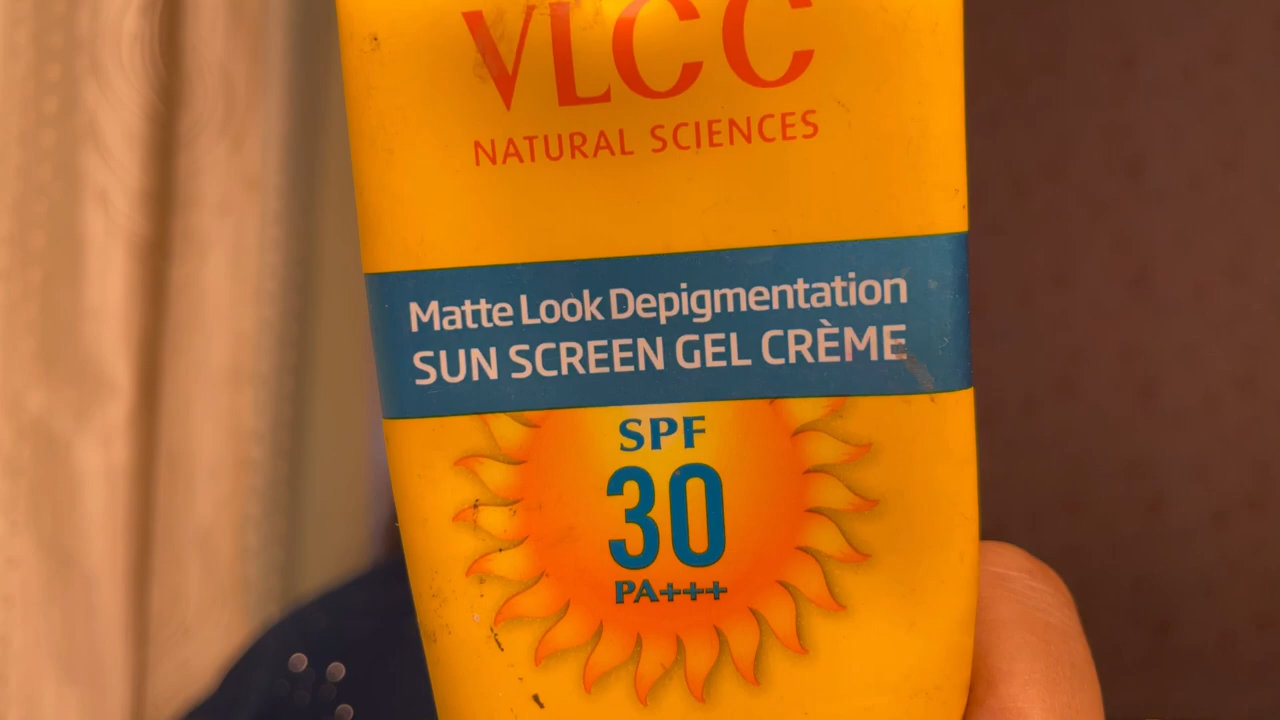 VLCC
NATURAL SCIENCES
Matte Look Depigmentation
SUN SCREEN GEL CRÈME
SPF
30
PA+++